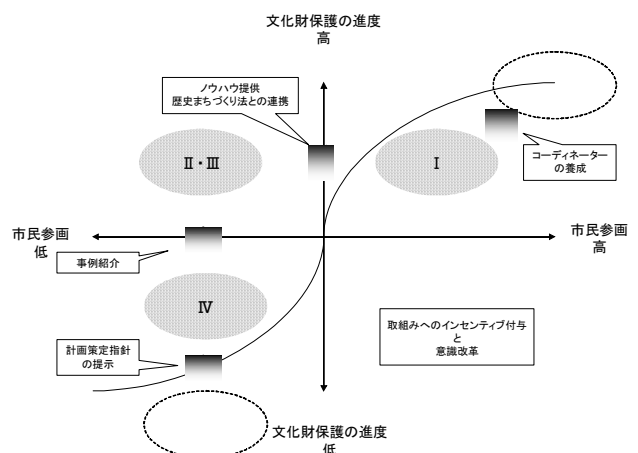 文化財保護の進度
高
ノウハウ提供
歴史まちづくり法との連携
Ⅱ・Ⅲ
Ⅰ
コーディネーター
の養成
市民参画
低
市民参画
高
事例紹介
Ⅳ
取組みへのインセンティブ付与
と
意識改革
計画策定指針
の提示
文化財保護の進度
低